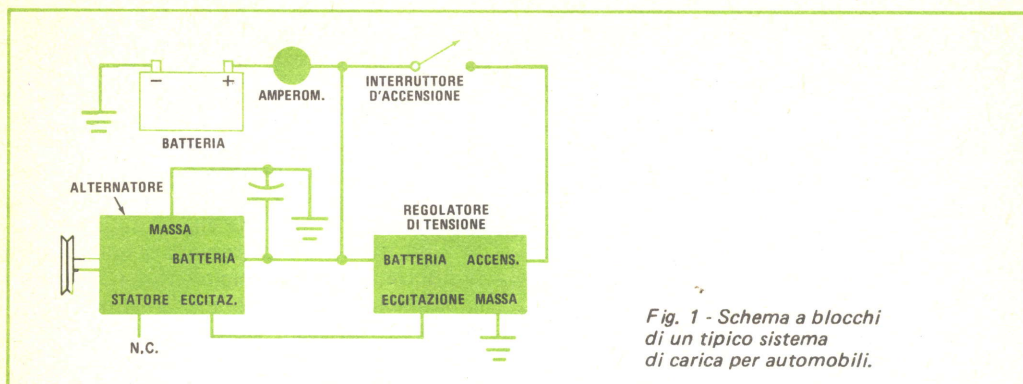 − +
AMPEROM.
INTERRUTTORE
D'ACCENSIONE
BATTERIA
ALTERNATORE
MASSA
BATTERIA
STATORE ECCITAZ.
N.C.
REGOLATORE
DI TENSIONE
BATTERIA ACCENS.
ECCITAZIONE MASSA
Fig. 1 - Schema a blocchi
di un tipico sistema
di carica per automobili.